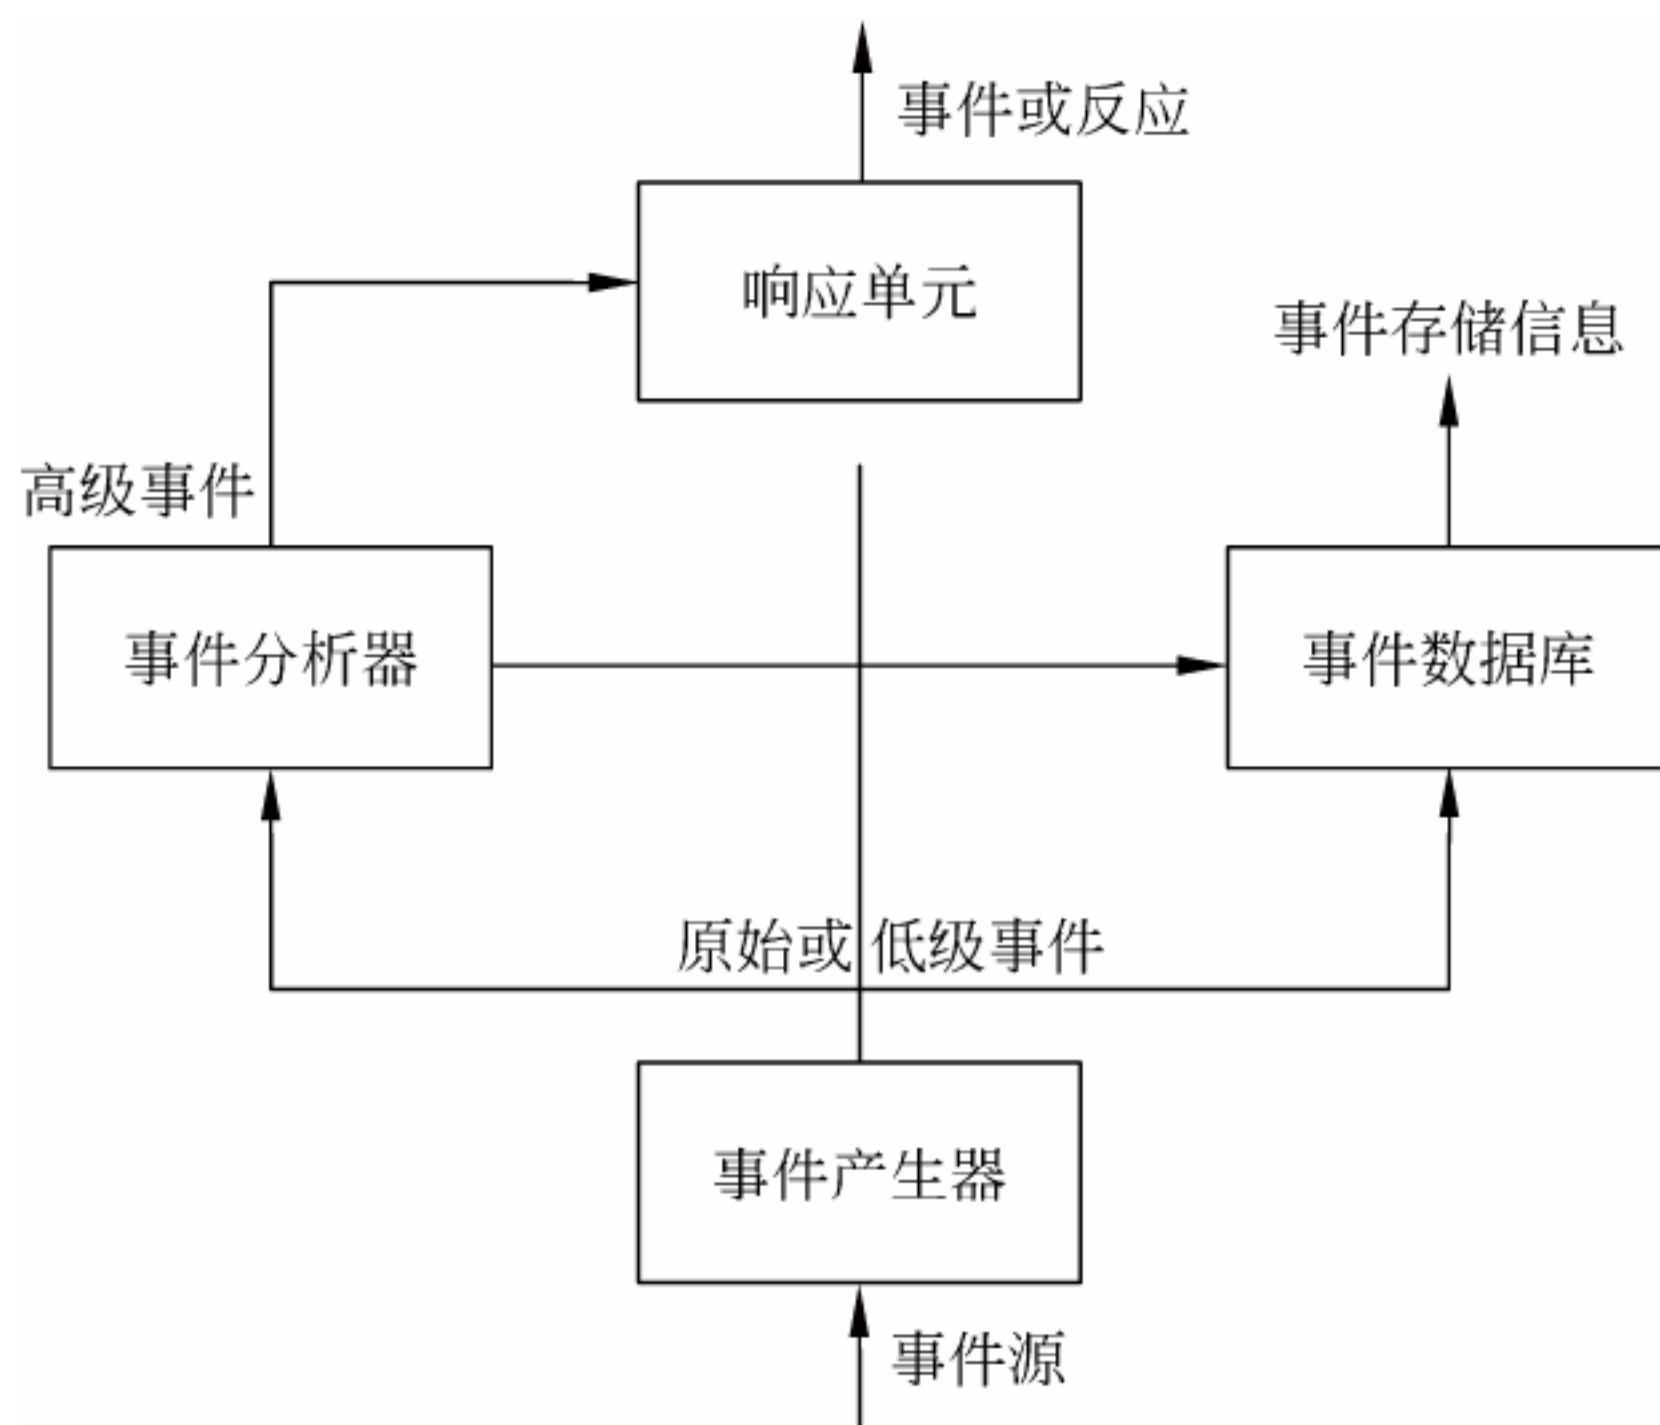 事件或反应
响应单元
事件存储信息
高级事件
事件分析器
事件数据库
原始或 低级事件
事件产生器
事件源